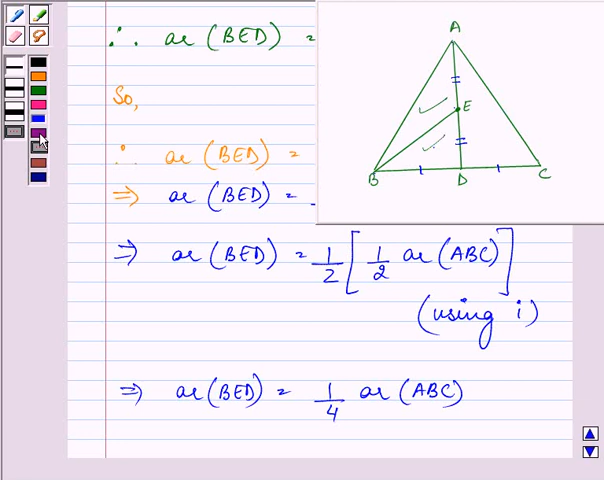 ∴ ar (BED) =
So,
∴ ar (BED) =
⇒ ar (BED) =
⇒ ar (BED) = 1/2 [ 1/2 ar (ABC) ]
(using i)
⇒ ar (BED) = 1/4 ar (ABC)
A
E
B D C